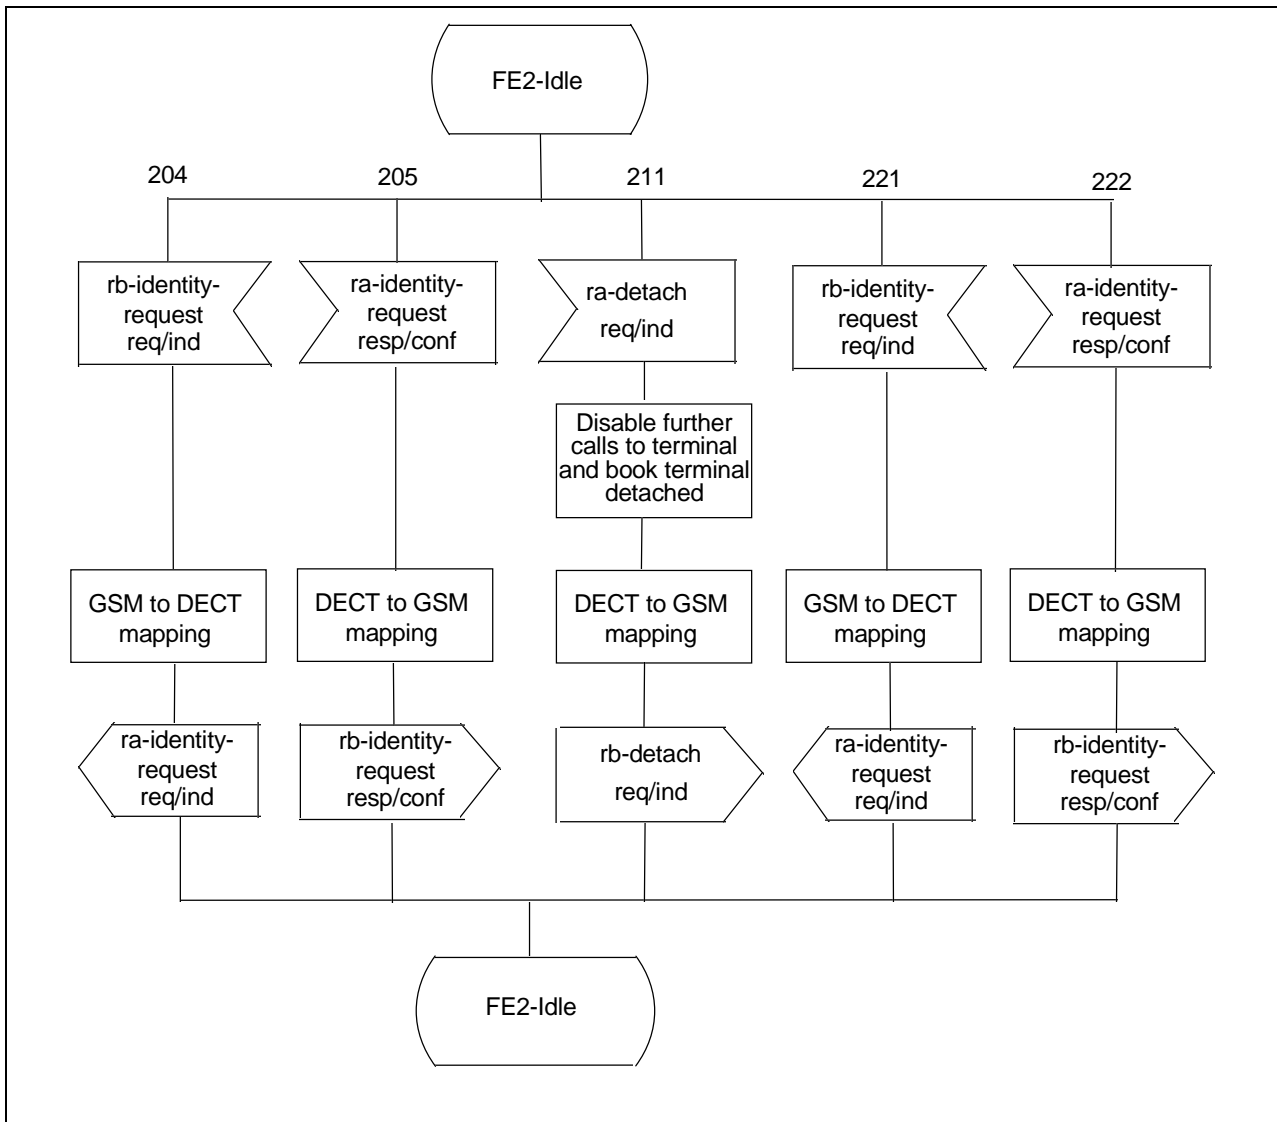 FE2-Idle
204
205
211
221
222
rb-identity-
request
req/ind
ra-identity-
request
resp/conf
ra-detach
req/ind
rb-identity-
request
req/ind
ra-identity-
request
resp/conf
Disable further
calls to terminal
and book terminal
detached
GSM to DECT
mapping
DECT to GSM
mapping
DECT to GSM
mapping
GSM to DECT
mapping
DECT to GSM
mapping
ra-identity-
request
req/ind
rb-identity-
request
resp/conf
rb-detach
req/ind
ra-identity-
request
req/ind
rb-identity-
request
resp/conf
FE2-Idle